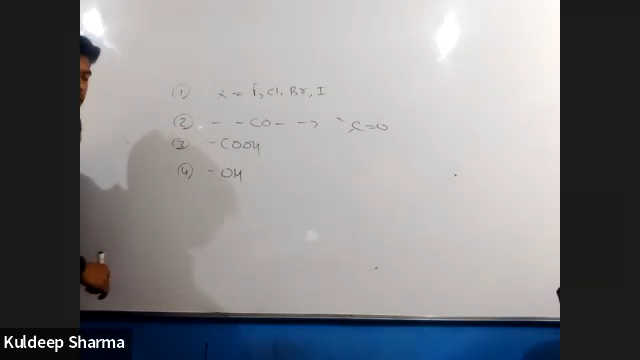 ① X = F, Cl, Br, I
② - -CO- -> >C=O
③ -COOH
④ -OH
Kuldeep Sharma